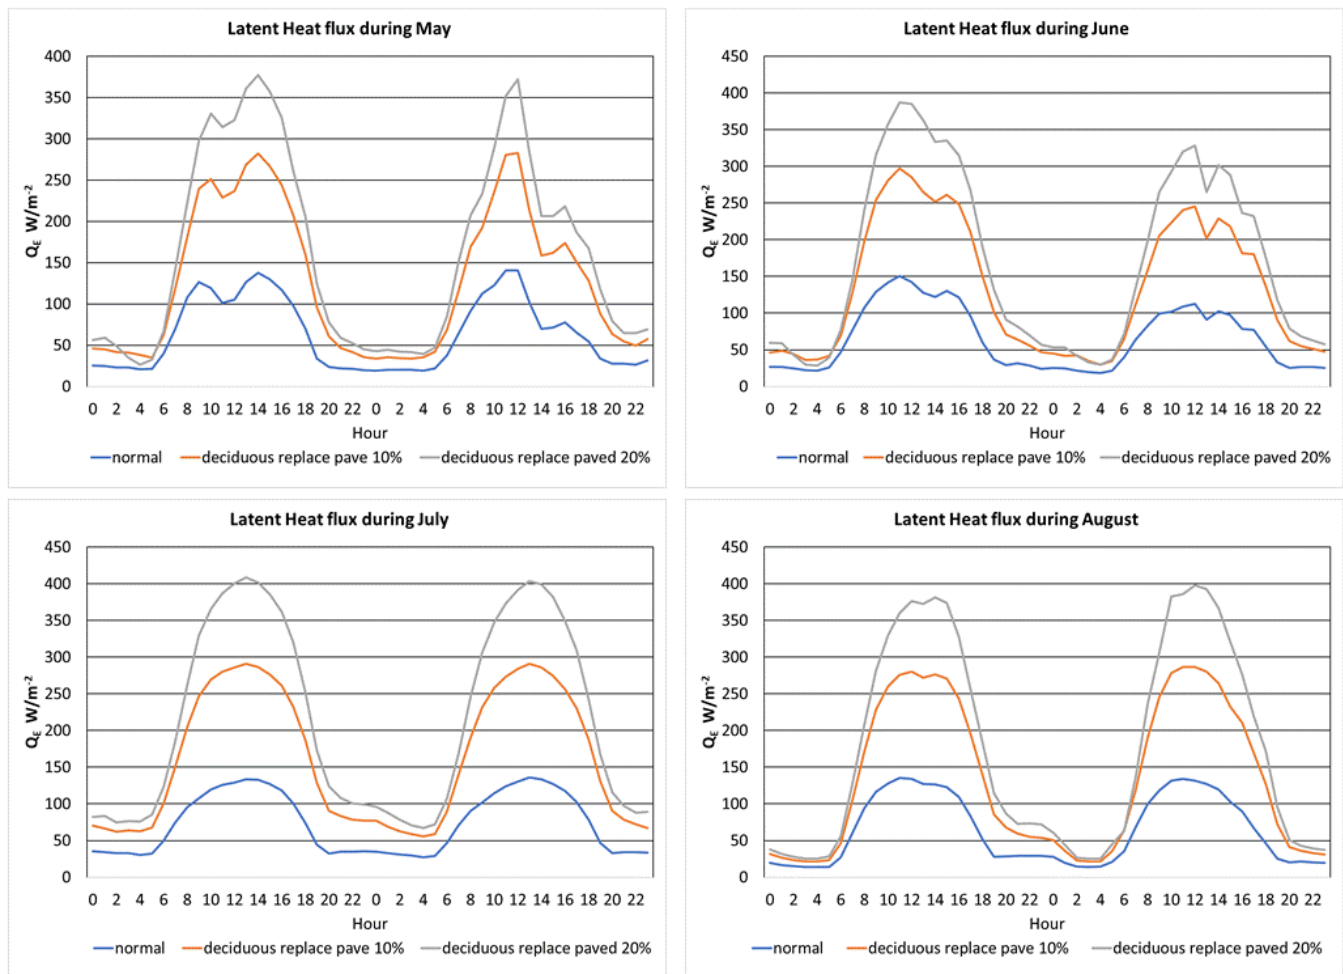 Latent Heat flux during May
400
350
300
250
200
150
100
50
0
Q_E W/m⁻²
0 2 4 6 8 10 12 14 16 18 20 22 0 2 4 6 8 10 12 14 16 18 20 22
Hour
normal deciduous replace pave 10% deciduous replace paved 20%
Latent Heat flux during June
450
400
350
300
250
200
150
100
50
0
Q_E W/m⁻²
0 2 4 6 8 10 12 14 16 18 20 22 0 2 4 6 8 10 12 14 16 18 20 22
Hour
normal deciduous replace pave 10% deciduous replace paved 20%
Latent Heat flux during July
450
400
350
300
250
200
150
100
50
0
Q_E W/m⁻²
0 2 4 6 8 10 12 14 16 18 20 22 0 2 4 6 8 10 12 14 16 18 20 22
Hour
normal deciduous replace pave 10% deciduous replace paved 20%
Latent Heat flux during August
450
400
350
300
250
200
150
100
50
0
Q_E W/m⁻²
0 2 4 6 8 10 12 14 16 18 20 22 0 2 4 6 8 10 12 14 16 18 20 22
Hour
normal deciduous replace pave 10% deciduous replace paved 20%